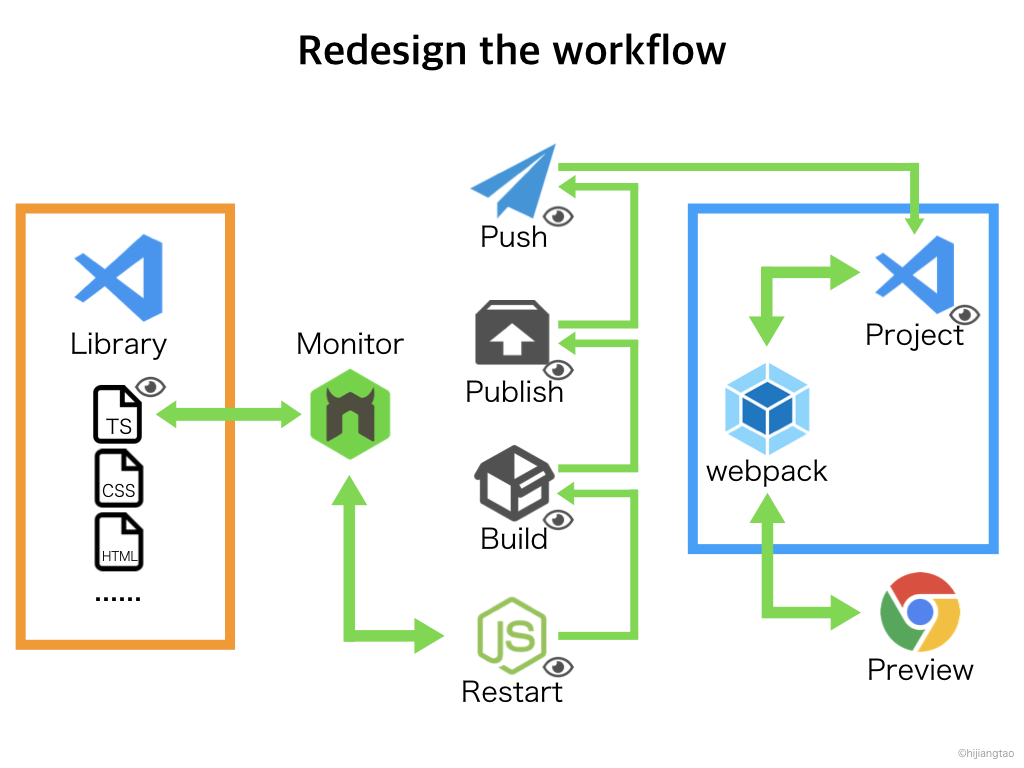 Redesign the workflow
Library
TS
CSS
HTML
......
Monitor
Push
Publish
Build
JS
Restart
Project
webpack
Preview
©hijiangtao